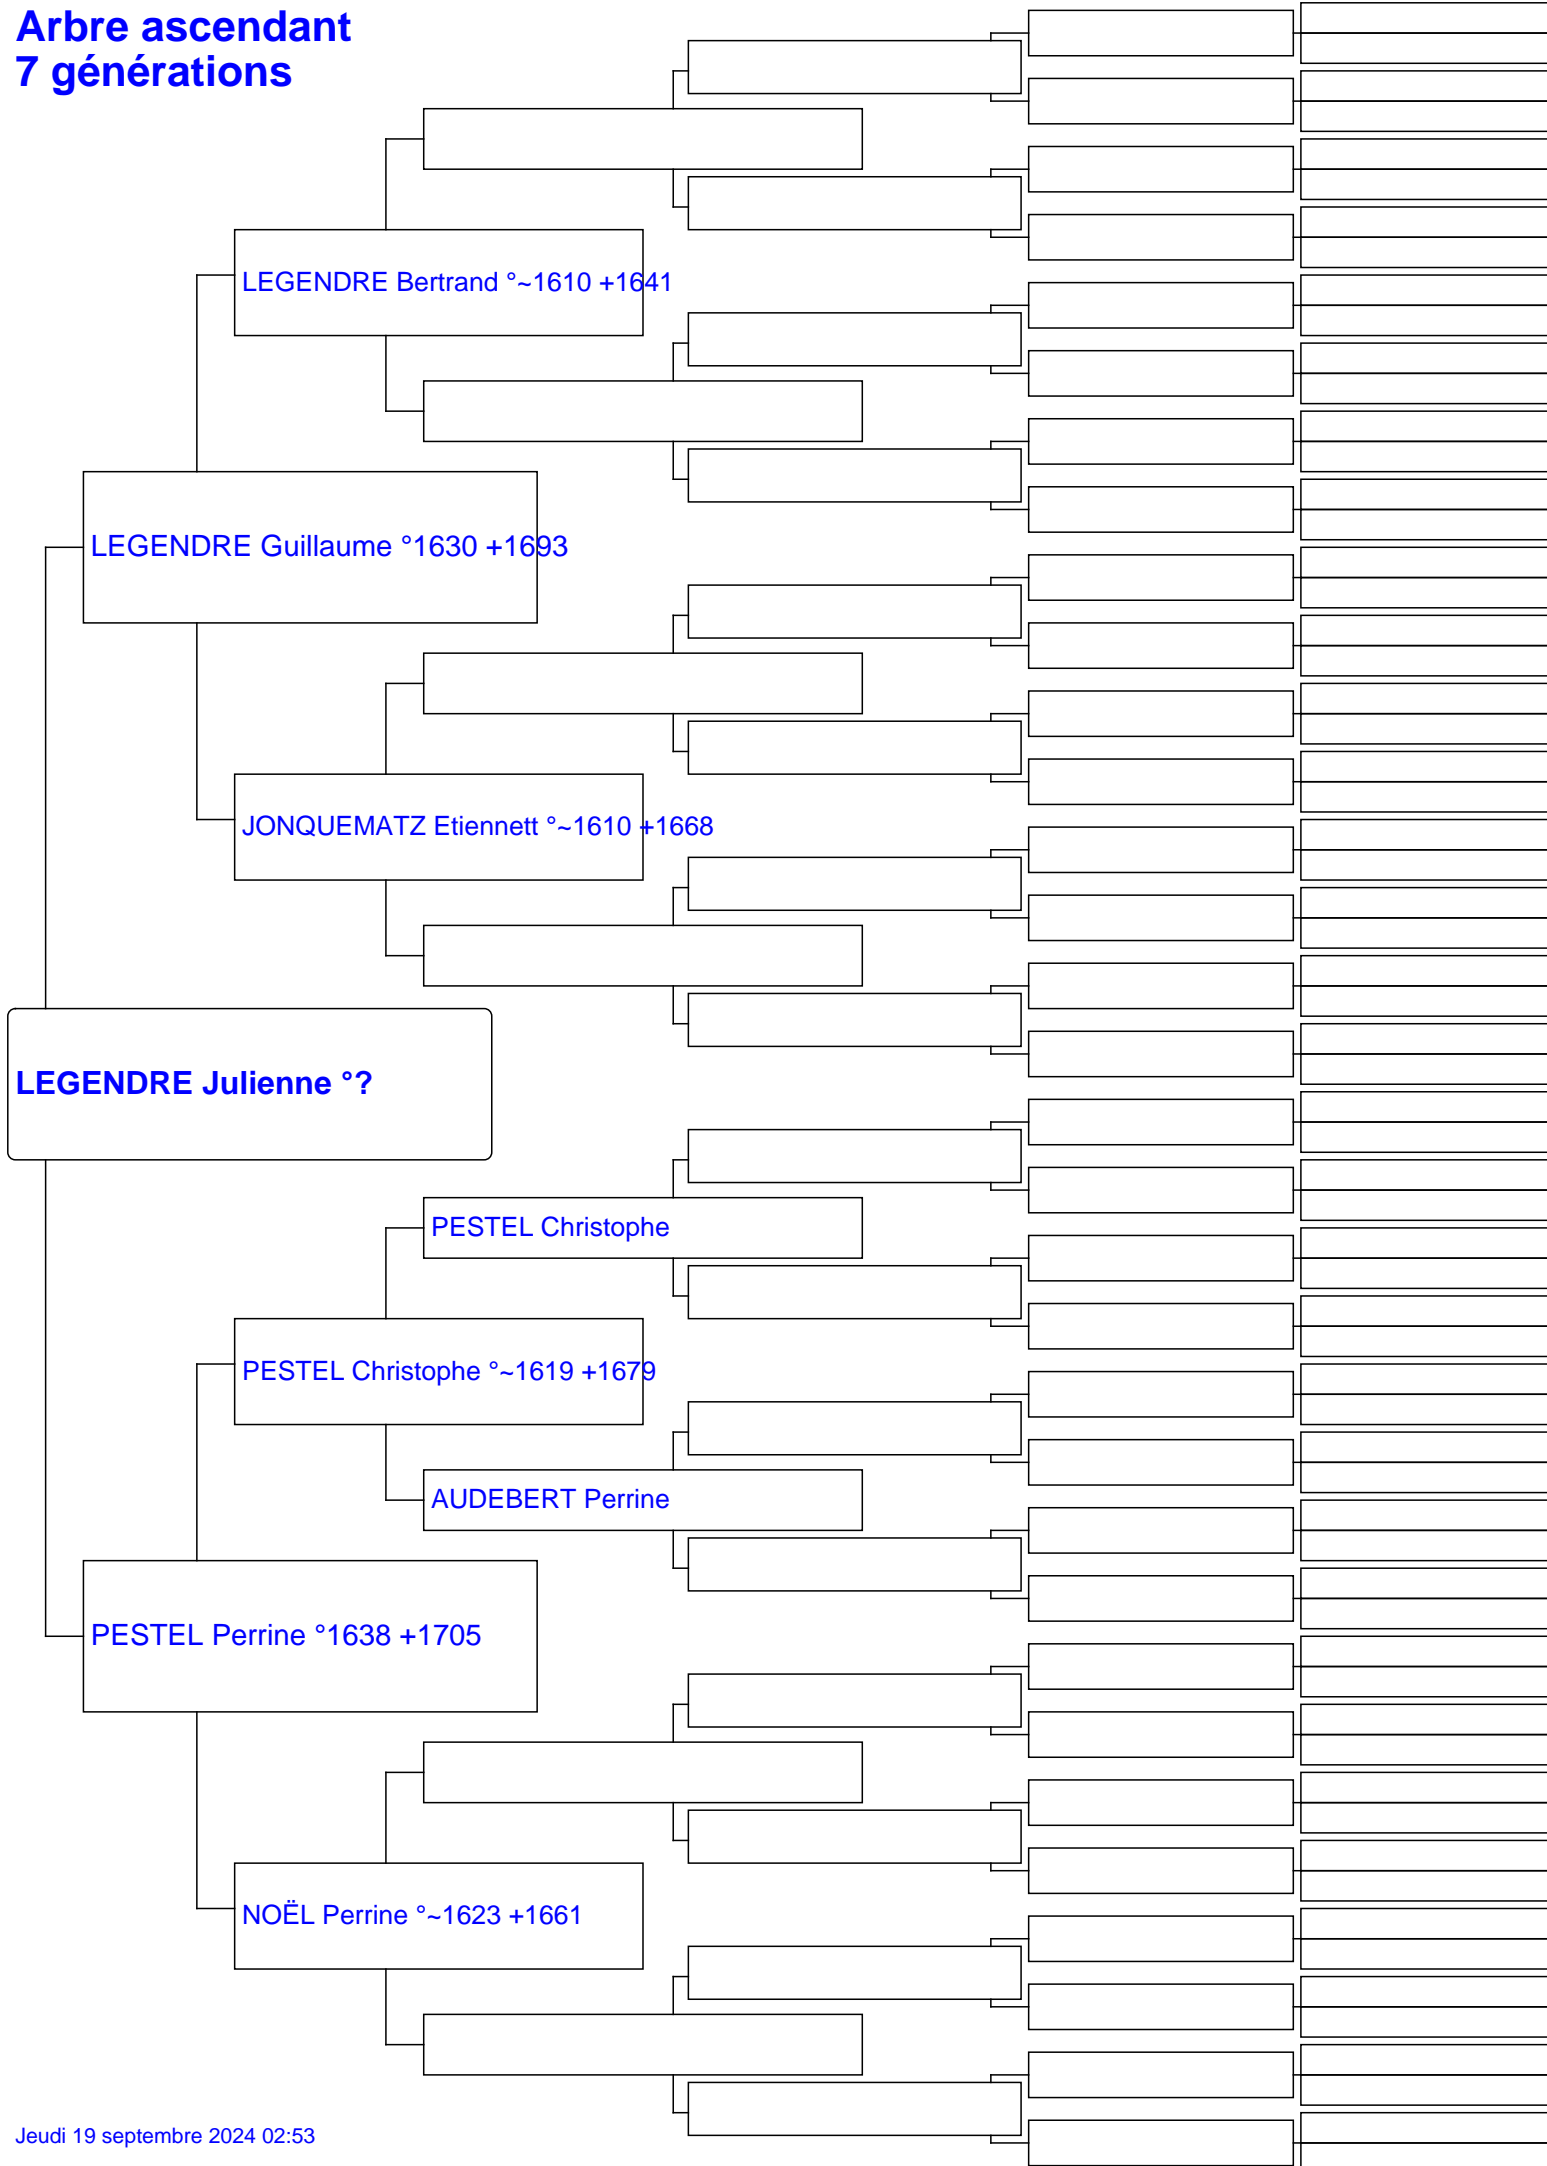 Arbre ascendant
7 générations
LEGENDRE Bertrand °~1610 +1641
LEGENDRE Guillaume °1630 +1693
JONQUEMATZ Etiennett °~1610 +1668
LEGENDRE Julienne °?
PESTEL Christophe
PESTEL Christophe °~1619 +1679
AUDEBERT Perrine
PESTEL Perrine °1638 +1705
NOËL Perrine °~1623 +1661
Jeudi 19 septembre 2024 02:53